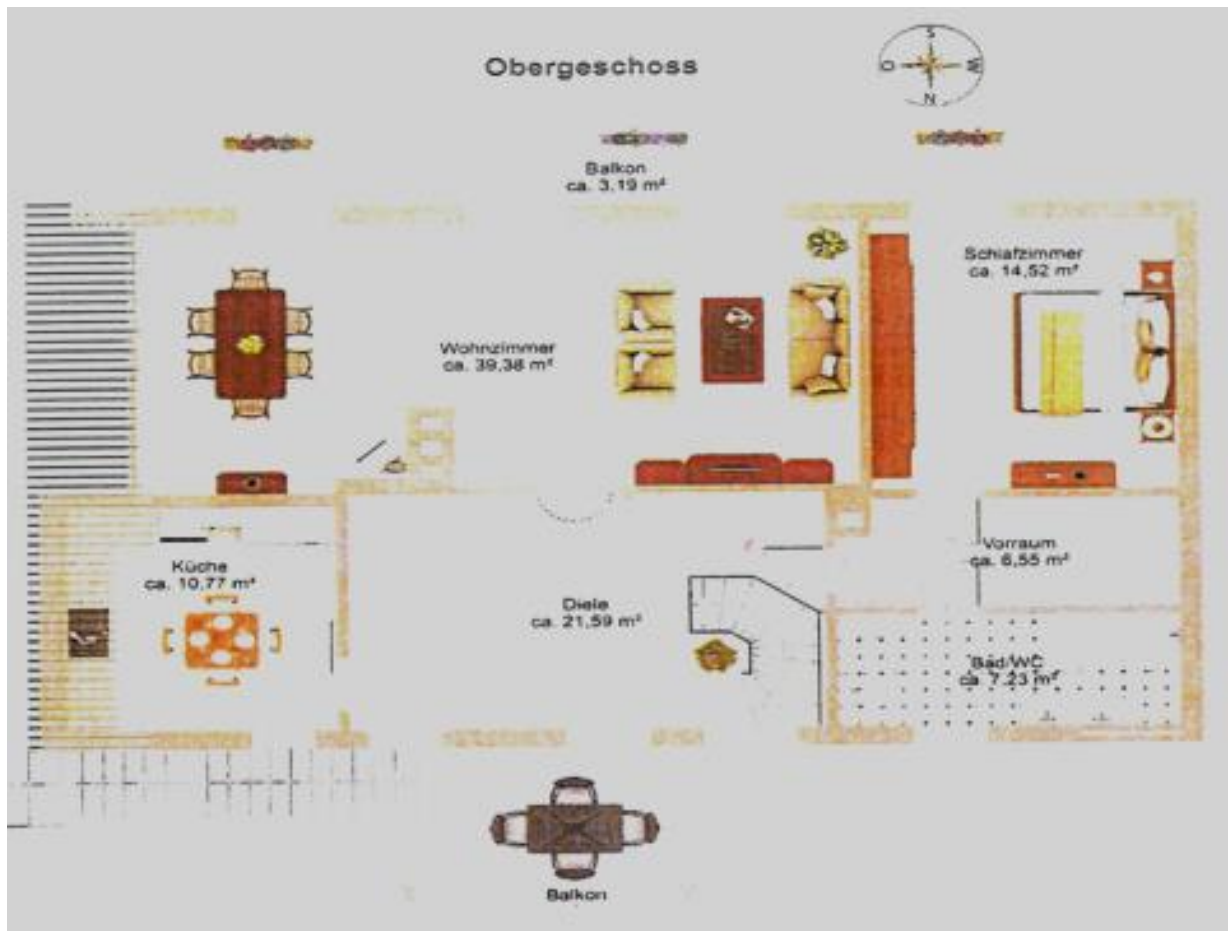 Obergeschoss
S
O
W
N
Balkon
ca. 3,19 m²
Schlafzimmer
ca. 14,52 m²
Wohnzimmer
ca. 39,38 m²
Küche
ca. 10,77 m²
Vorraum
ca. 6,55 m²
Diele
ca. 21,59 m²
Bad/WC
ca. 7.23 m²
Balkon